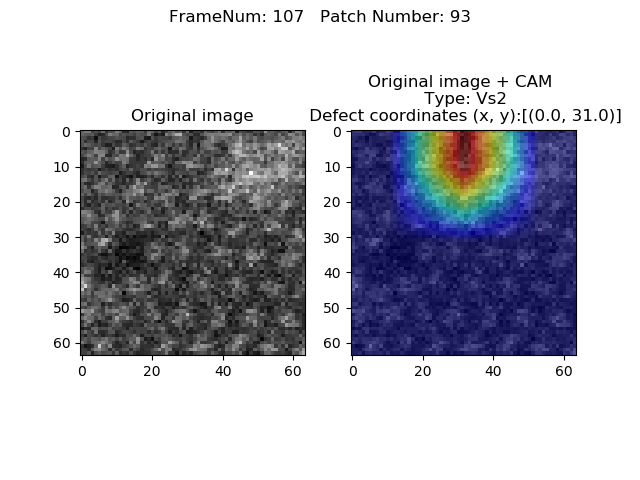 FrameNum: 107   Patch Number: 93
Original image
Original image + CAM
Type: Vs2
Defect coordinates (x, y):[(0.0, 31.0)]
0
10
20
30
40
50
60
0 20 40 60
0
10
20
30
40
50
60
0 20 40 60